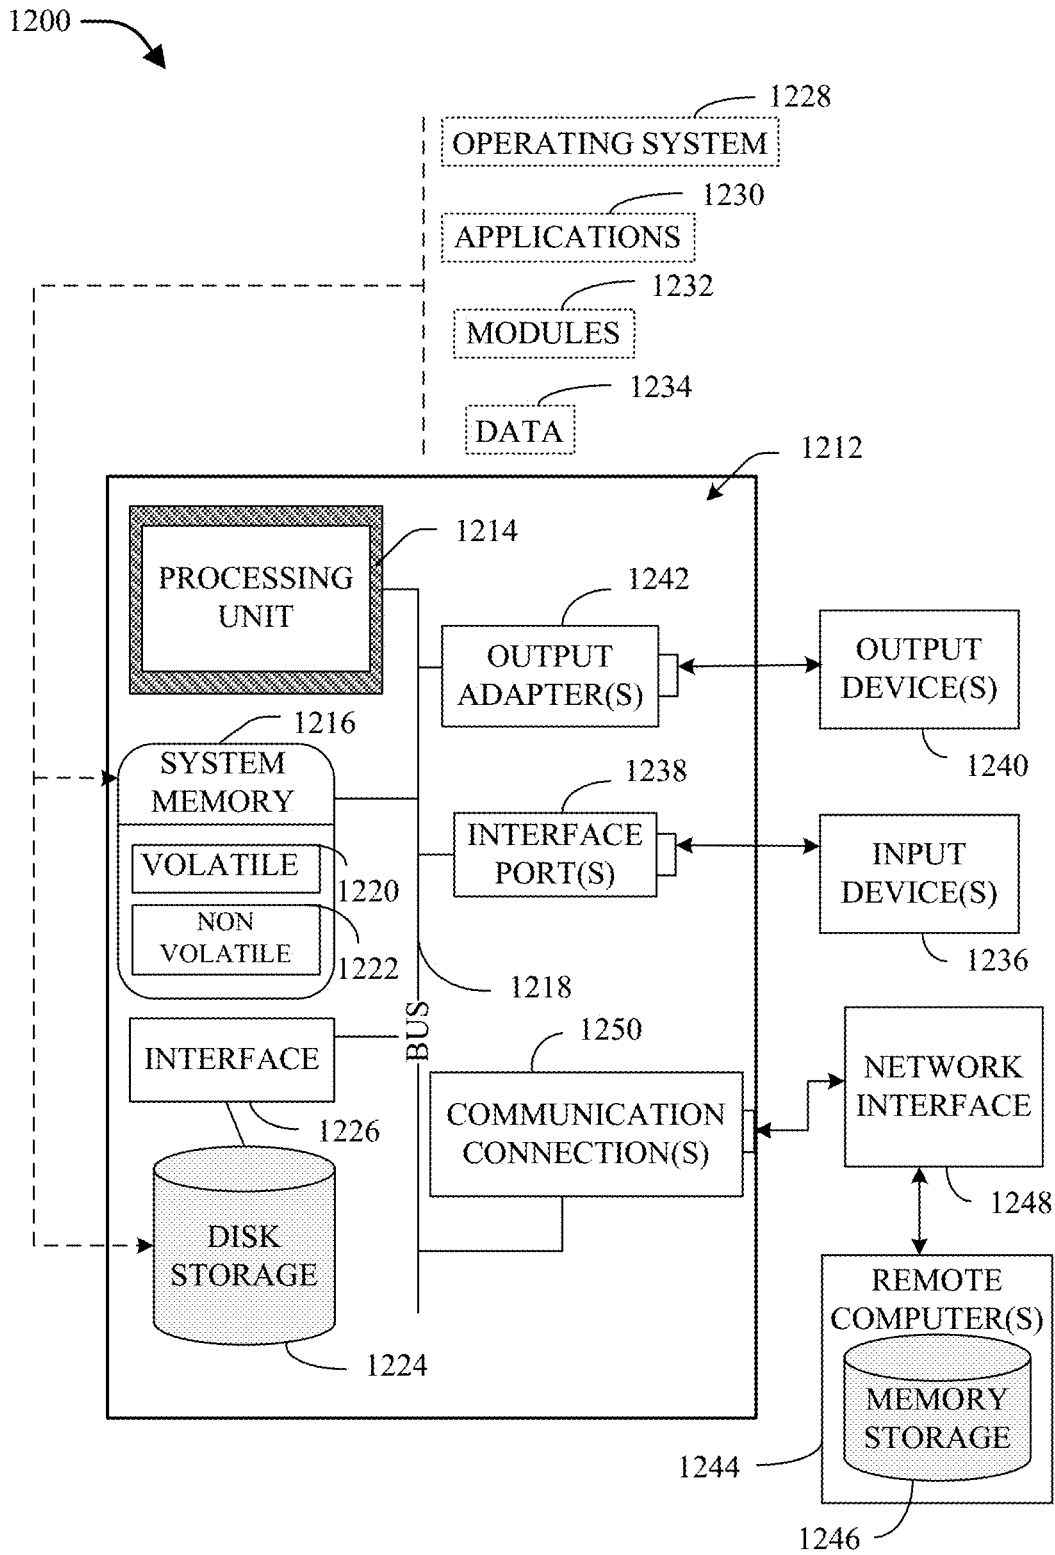 1200
1228
OPERATING SYSTEM
1230
APPLICATIONS
1232
MODULES
1234
DATA
1212
1214
PROCESSING
UNIT
1242
OUTPUT
ADAPTER(S)
OUTPUT
DEVICE(S)
1240
1216
SYSTEM
MEMORY
1238
INTERFACE
PORT(S)
INPUT
DEVICE(S)
1236
VOLATILE
1220
NON
VOLATILE
1222
1218
BUS
INTERFACE
1226
1250
COMMUNICATION
CONNECTION(S)
NETWORK
INTERFACE
1248
DISK
STORAGE
1224
REMOTE
COMPUTER(S)
MEMORY
STORAGE
1244
1246